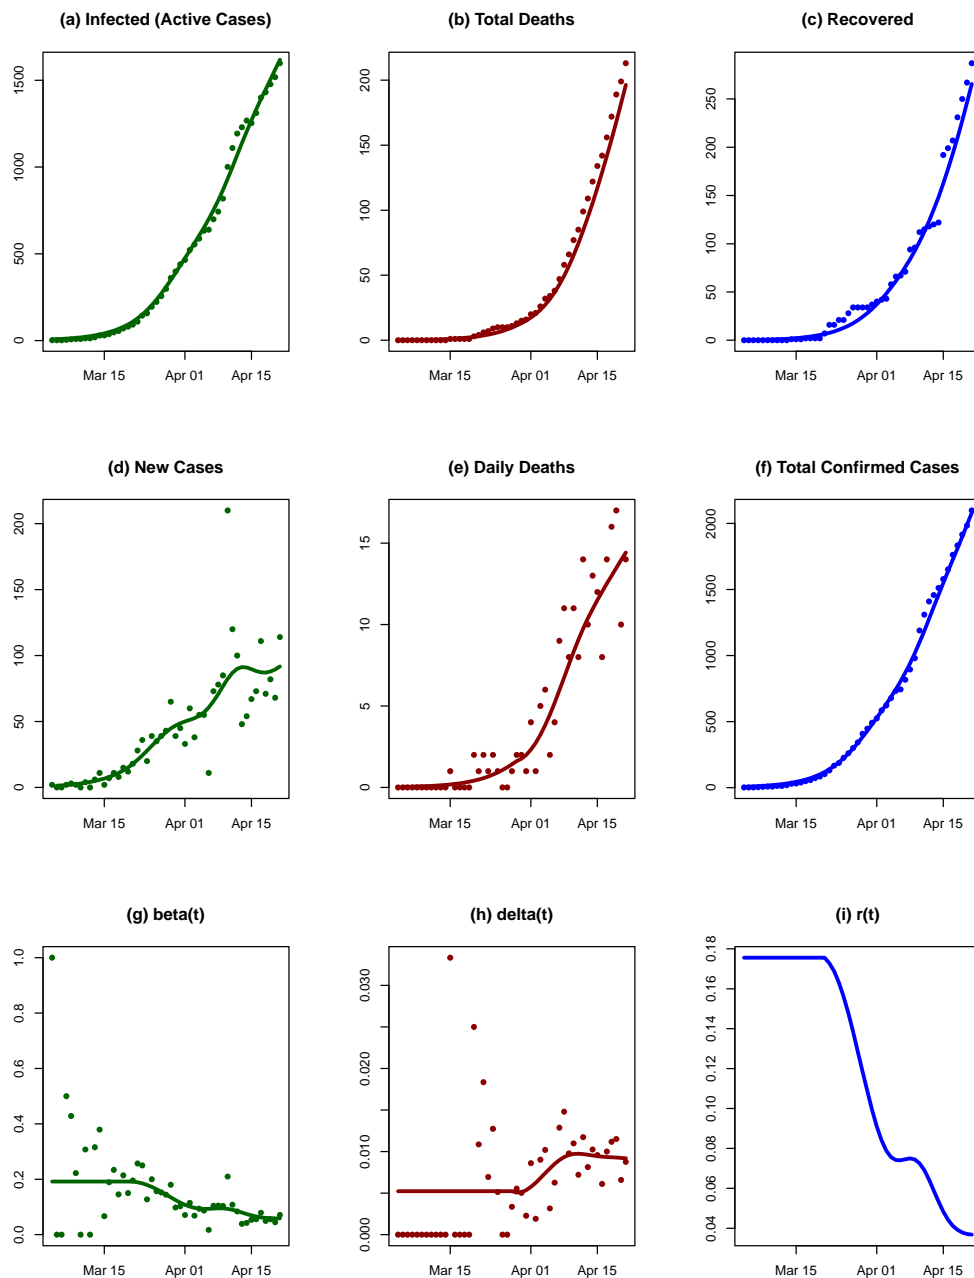 (a) Infected (Active Cases)
(b) Total Deaths
(c) Recovered
0
500
1000
1500
Mar 15
Apr 01
Apr 15
0
50
100
150
200
Mar 15
Apr 01
Apr 15
0
50
100
150
200
250
Mar 15
Apr 01
Apr 15
(d) New Cases
(e) Daily Deaths
(f) Total Confirmed Cases
0
50
100
150
200
Mar 15
Apr 01
Apr 15
0
5
10
15
Mar 15
Apr 01
Apr 15
0
500
1000
1500
2000
Mar 15
Apr 01
Apr 15
(g) beta(t)
(h) delta(t)
(i) r(t)
0.0
0.2
0.4
0.6
0.8
1.0
Mar 15
Apr 01
Apr 15
0.000
0.010
0.020
0.030
Mar 15
Apr 01
Apr 15
0.04
0.06
0.08
0.10
0.12
0.14
0.16
0.18
Mar 15
Apr 01
Apr 15